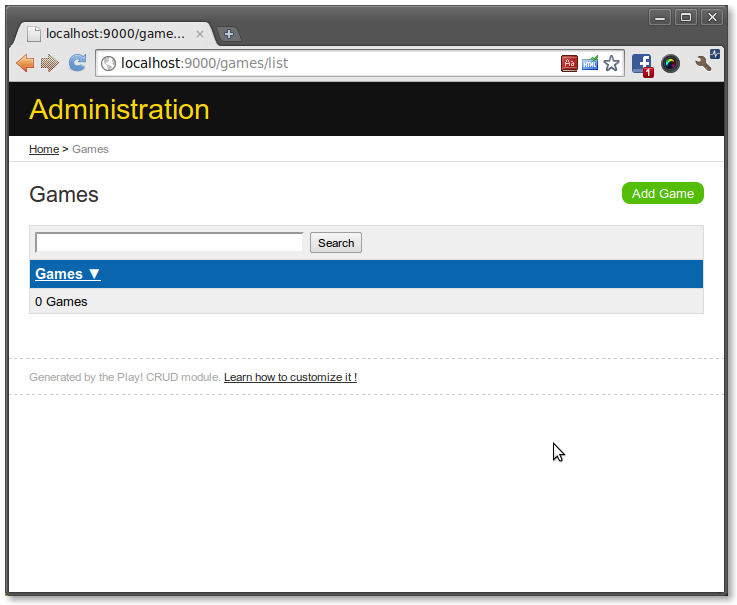 localhost:9000/game...
localhost:9000/games/list
Aa
HTML
1
Administration
Home > Games
Games
Add Game
Search
Games ▼
0 Games
Generated by the Play! CRUD module. Learn how to customize it !